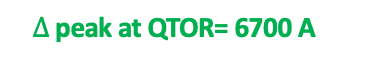 Δ peak at QTOR= 6700 A